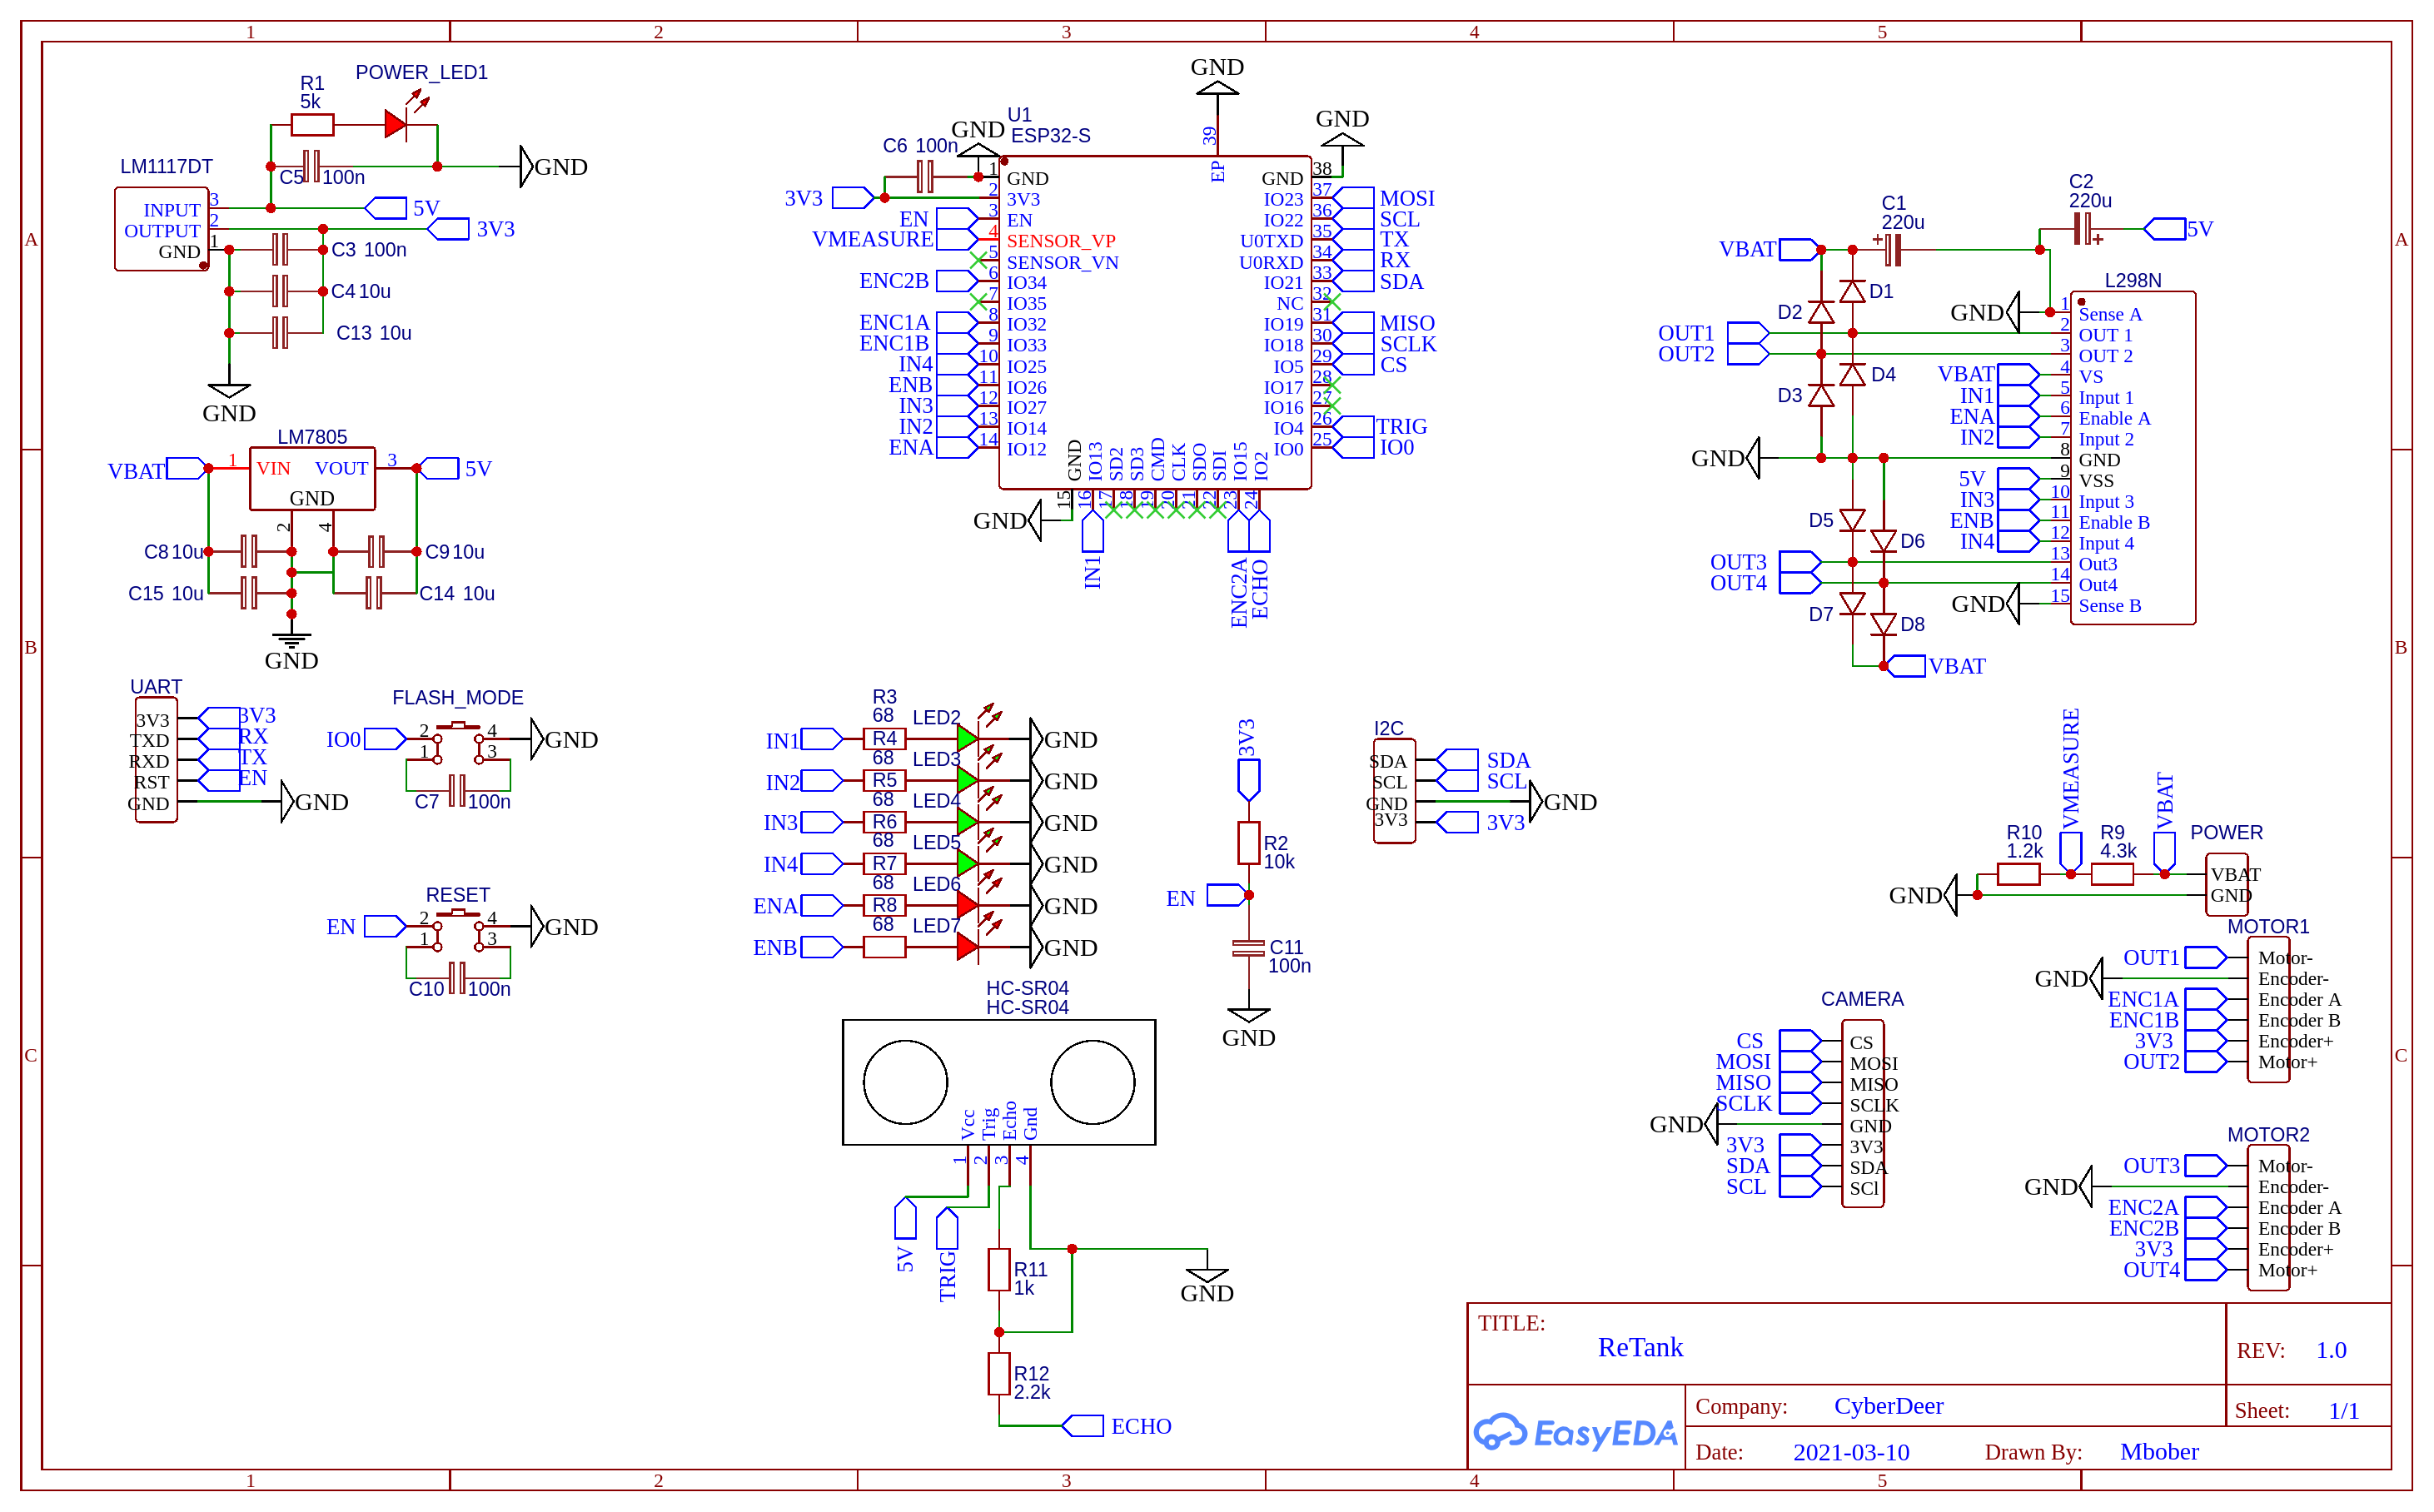 1 2 3 4 5
A
B
C
A
B
C
POWER_LED1
R1
5k
C5 100n
GND
LM1117DT
INPUT 3
OUTPUT 2
GND 1
5V
3V3
C3 100n
C4 10u
C13 10u
GND
LM7805
VBAT 1 VIN VOUT 3 5V
GND
2 4
C8 10u
C9 10u
C15 10u
C14 10u
GND
UART
3V3 3V3
TXD RX
RXD TX
RST EN
GND GND
FLASH_MODE
IO0 2 4 GND
1 3
C7 100n
RESET
EN 2 4 GND
1 3
C10 100n
GND
39
EP
U1
ESP32-S
GND
C6 100n
GND
3V3
1 GND
2 3V3
EN 3 EN
VMEASURE 4 SENSOR_VP
5 SENSOR_VN
ENC2B 6 IO34
7 IO35
ENC1A 8 IO32
ENC1B 9 IO33
IN4 10 IO25
ENB 11 IO26
IN3 12 IO27
IN2 13 IO14
ENA 14 IO12
GND 38
IO23 37 MOSI
IO22 36 SCL
U0TXD 35 TX
U0RXD 34 RX
IO21 33 SDA
NC 32
IO19 31 MISO
IO18 30 SCLK
IO5 29 CS
IO17 28
IO16 27
IO4 26 TRIG
IO0 25 IO0
GND IO13 SD2 SD3 CMD CLK SDO SDI IO15 IO2
15 16 17 18 19 20 21 22 23 24
GND
IN1
ENC2A
ECHO
C1
220u
C2
220u
5V
VBAT
L298N
D1
D2
D3
D4
OUT1
OUT2
GND
1 Sense A
2 OUT 1
3 OUT 2
VBAT 4 VS
IN1 5 Input 1
ENA 6 Enable A
IN2 7 Input 2
GND
8 GND
5V 9 VSS
IN3 10 Input 3
ENB 11 Enable B
IN4 12 Input 4
13 Out3
14 Out4
GND 15 Sense B
D5
D6
OUT3
OUT4
D7
D8
VBAT
R3
68 LED2
IN1 R4 GND
68 LED3
IN2 R5 GND
68 LED4
IN3 R6 GND
68 LED5
IN4 R7 GND
68 LED6
ENA R8 GND
68 LED7
ENB GND
3V3
R2
10k
EN
C11
100n
GND
I2C
SDA SDA
SCL SCL
GND GND
3V3 3V3
VMEASURE
VBAT
R10
1.2k
R9
4.3k
POWER
VBAT
GND
GND
MOTOR1
OUT1 Motor-
GND Encoder-
ENC1A Encoder A
ENC1B Encoder B
3V3 Encoder+
OUT2 Motor+
CAMERA
CS CS
MOSI MOSI
MISO MISO
SCLK SCLK
GND GND
3V3 3V3
SDA SDA
SCL SCl
MOTOR2
OUT3 Motor-
GND Encoder-
ENC2A Encoder A
ENC2B Encoder B
3V3 Encoder+
OUT4 Motor+
HC-SR04
HC-SR04
Vcc Trig Echo Gnd
1 2 3 4
5V
TRIG
R11
1k
GND
R12
2.2k
ECHO
TITLE:
ReTank
REV: 1.0
EasyEDA
Company: CyberDeer
Sheet: 1/1
Date: 2021-03-10 Drawn By: Mbober
1 2 3 4 5